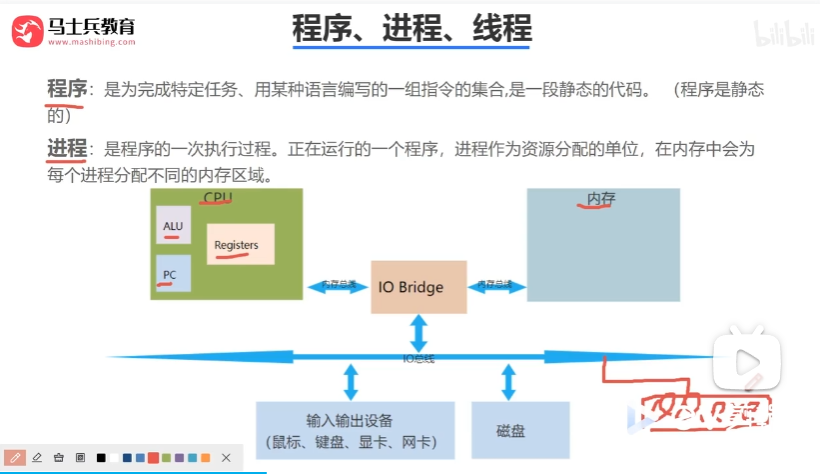 马士兵教育
www.mashibing.com
程序、进程、线程
bilibili
程序：是为完成特定任务、用某种语言编写的一组指令的集合,是一段静态的代码。 （程序是静态
的）
进程：是程序的一次执行过程。正在运行的一个程序，进程作为资源分配的单位，在内存中会为
每个进程分配不同的内存区域。
CPU
内存
ALU
Registers
PC
内存总线
IO Bridge
内存总线
IO总线
输入输出设备
（鼠标、键盘、显卡、网卡）
磁盘